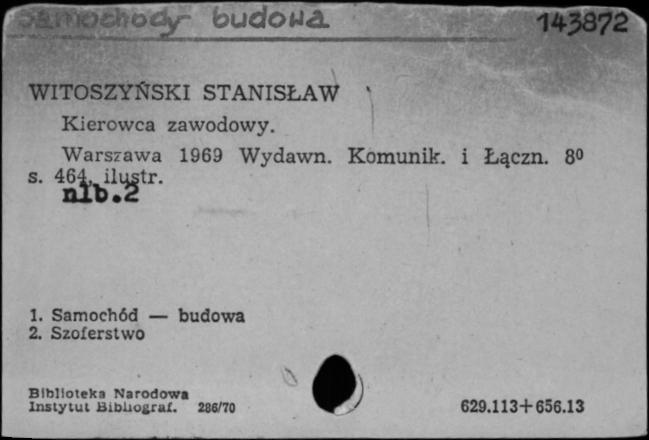 Samochody budowa 143872
WITOSZYŃSKI STANISŁAW
Kierowca zawodowy.
Warszawa 1969 Wydawn. Komunik. i Łączn. 8º
s. 464, ilustr.
nlb.2
1. Samochód — budowa
2. Szoferstwo
Biblioteka Narodowa
Instytut Bibliograf. 286/70 629.113+656.13